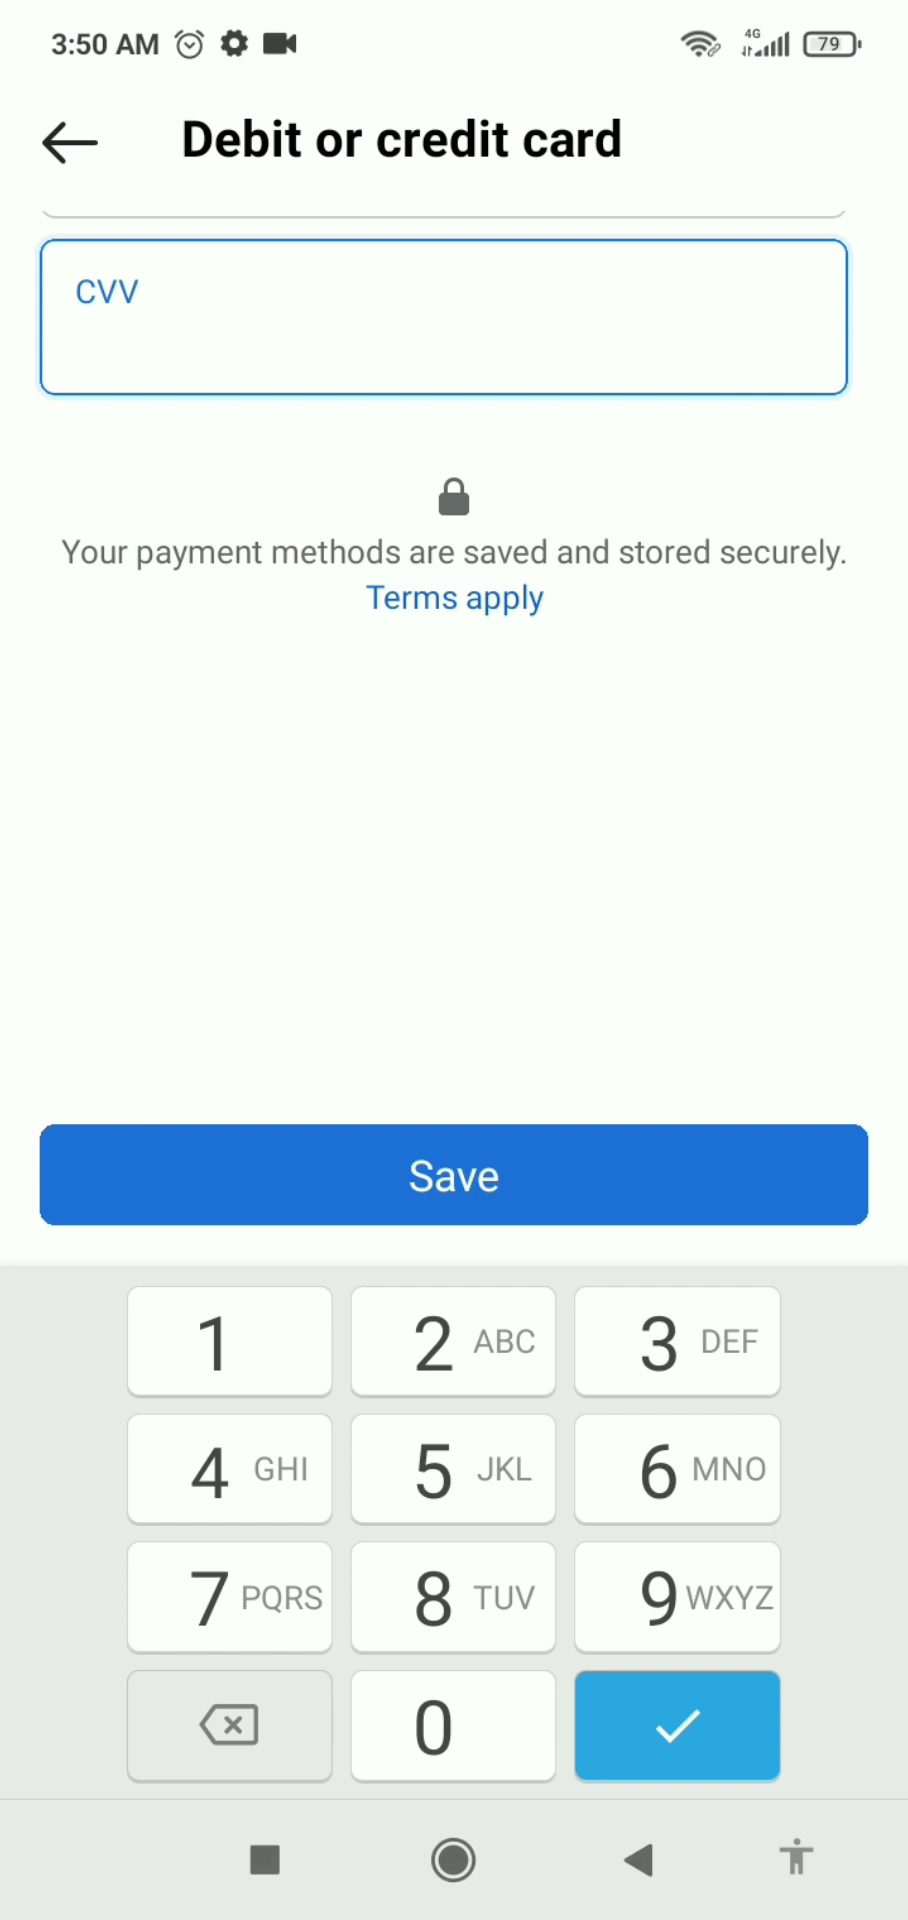 3:50 AM 4G 79
Debit or credit card
CVV
Your payment methods are saved and stored securely.
Terms apply
Save
1 2 ABC 3 DEF
4 GHI 5 JKL 6 MNO
7 PQRS 8 TUV 9 WXYZ
0